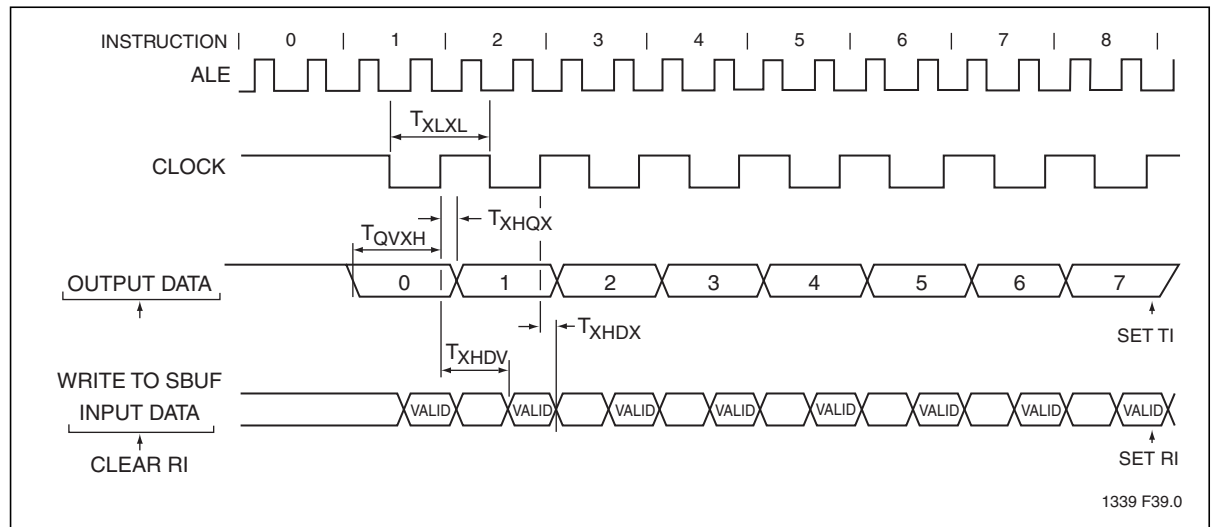 INSTRUCTION | 0 | 1 | 2 | 3 | 4 | 5 | 6 | 7 | 8 |
ALE
TXLXL
CLOCK
TXHQX
TQVXH
OUTPUT DATA 0 1 2 3 4 5 6 7
TXHDX
SET TI
TXHDV
WRITE TO SBUF
INPUT DATA VALID VALID VALID VALID VALID VALID VALID VALID
CLEAR RI
SET RI
1339 F39.0